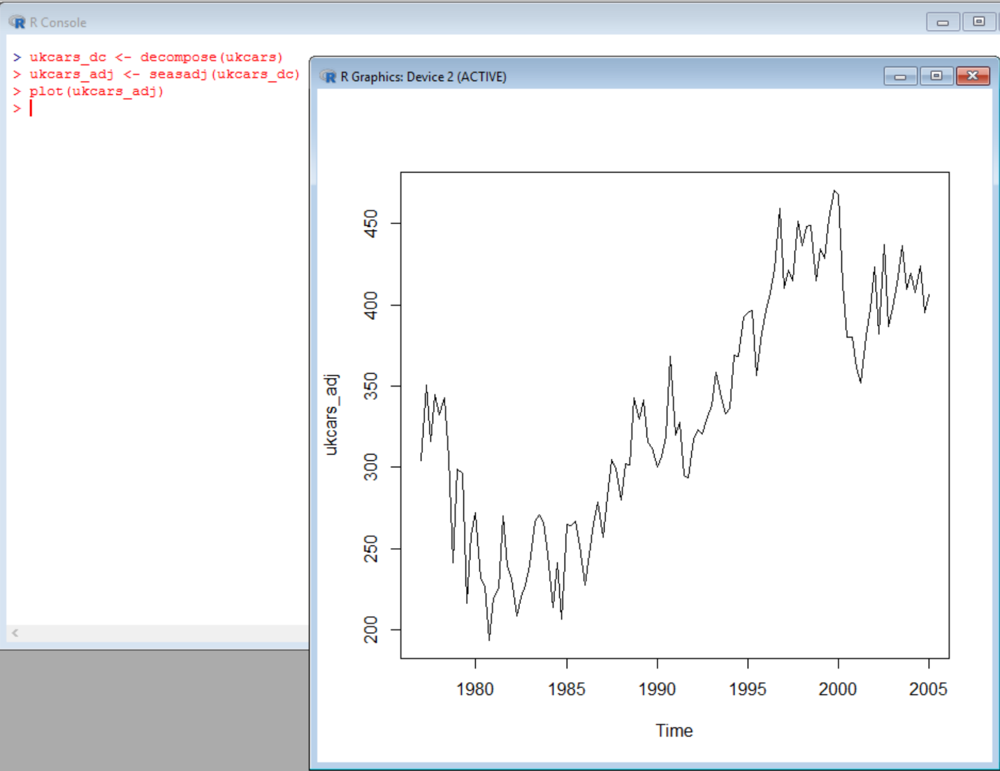 R Console
> ukcars_dc <- decompose(ukcars)
> ukcars_adj <- seasadj(ukcars_dc)
> plot(ukcars_adj)
>
R Graphics: Device 2 (ACTIVE)
450
400
350
300
250
200
ukcars_adj
1980 1985 1990 1995 2000 2005
Time